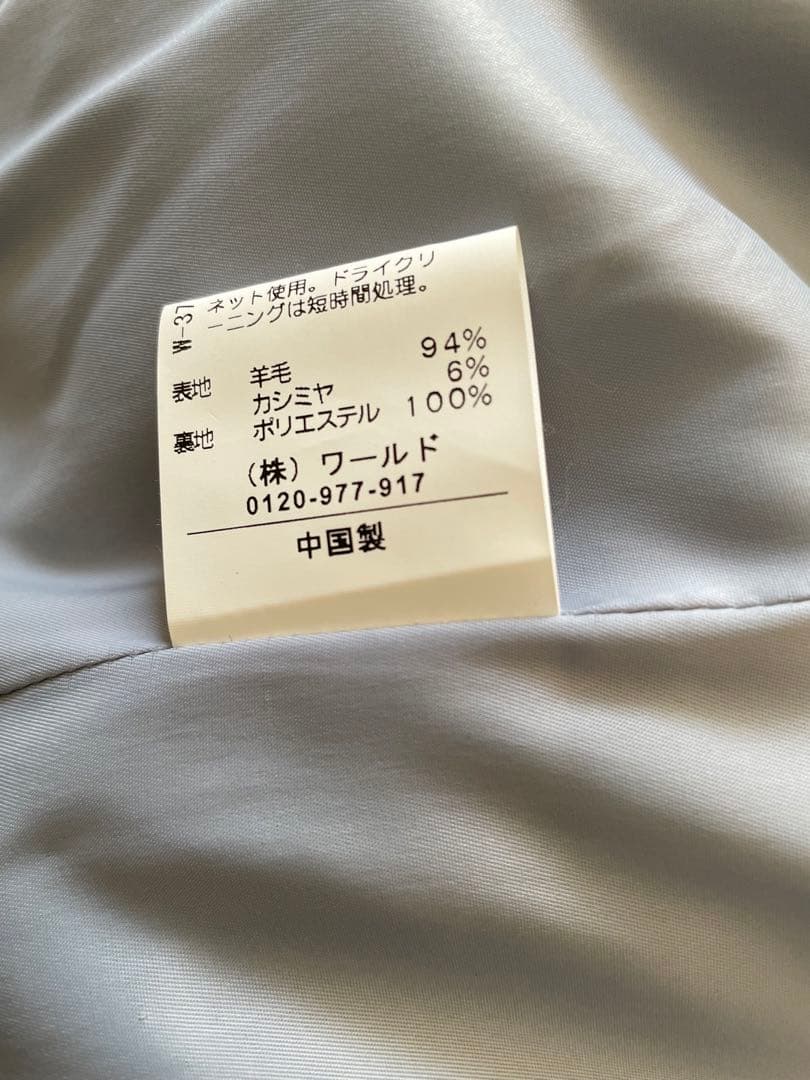 W-37
ネット使用。ドライクリ
ーニングは短時間処理。
表地 羊毛 94%
カシミヤ 6%
裏地 ポリエステル 100%
(株) ワールド
0120-977-917
中国製